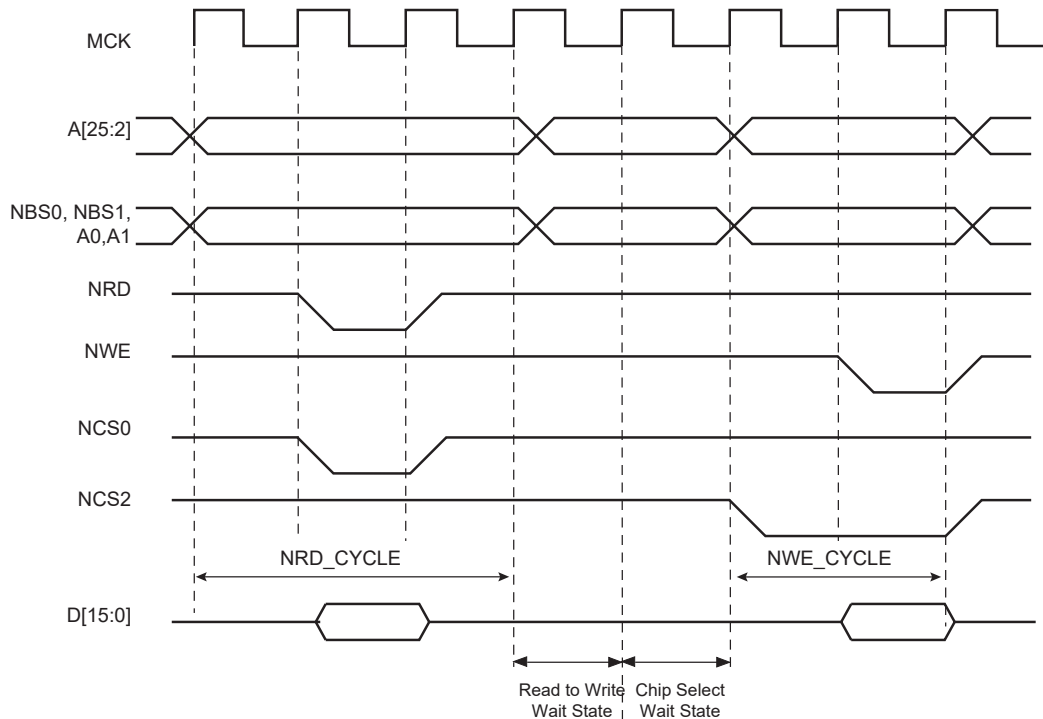 MCK
A[25:2]
NBS0, NBS1,
A0,A1
NRD
NWE
NCS0
NCS2
NRD_CYCLE
NWE_CYCLE
D[15:0]
Read to Write
Wait State
Chip Select
Wait State